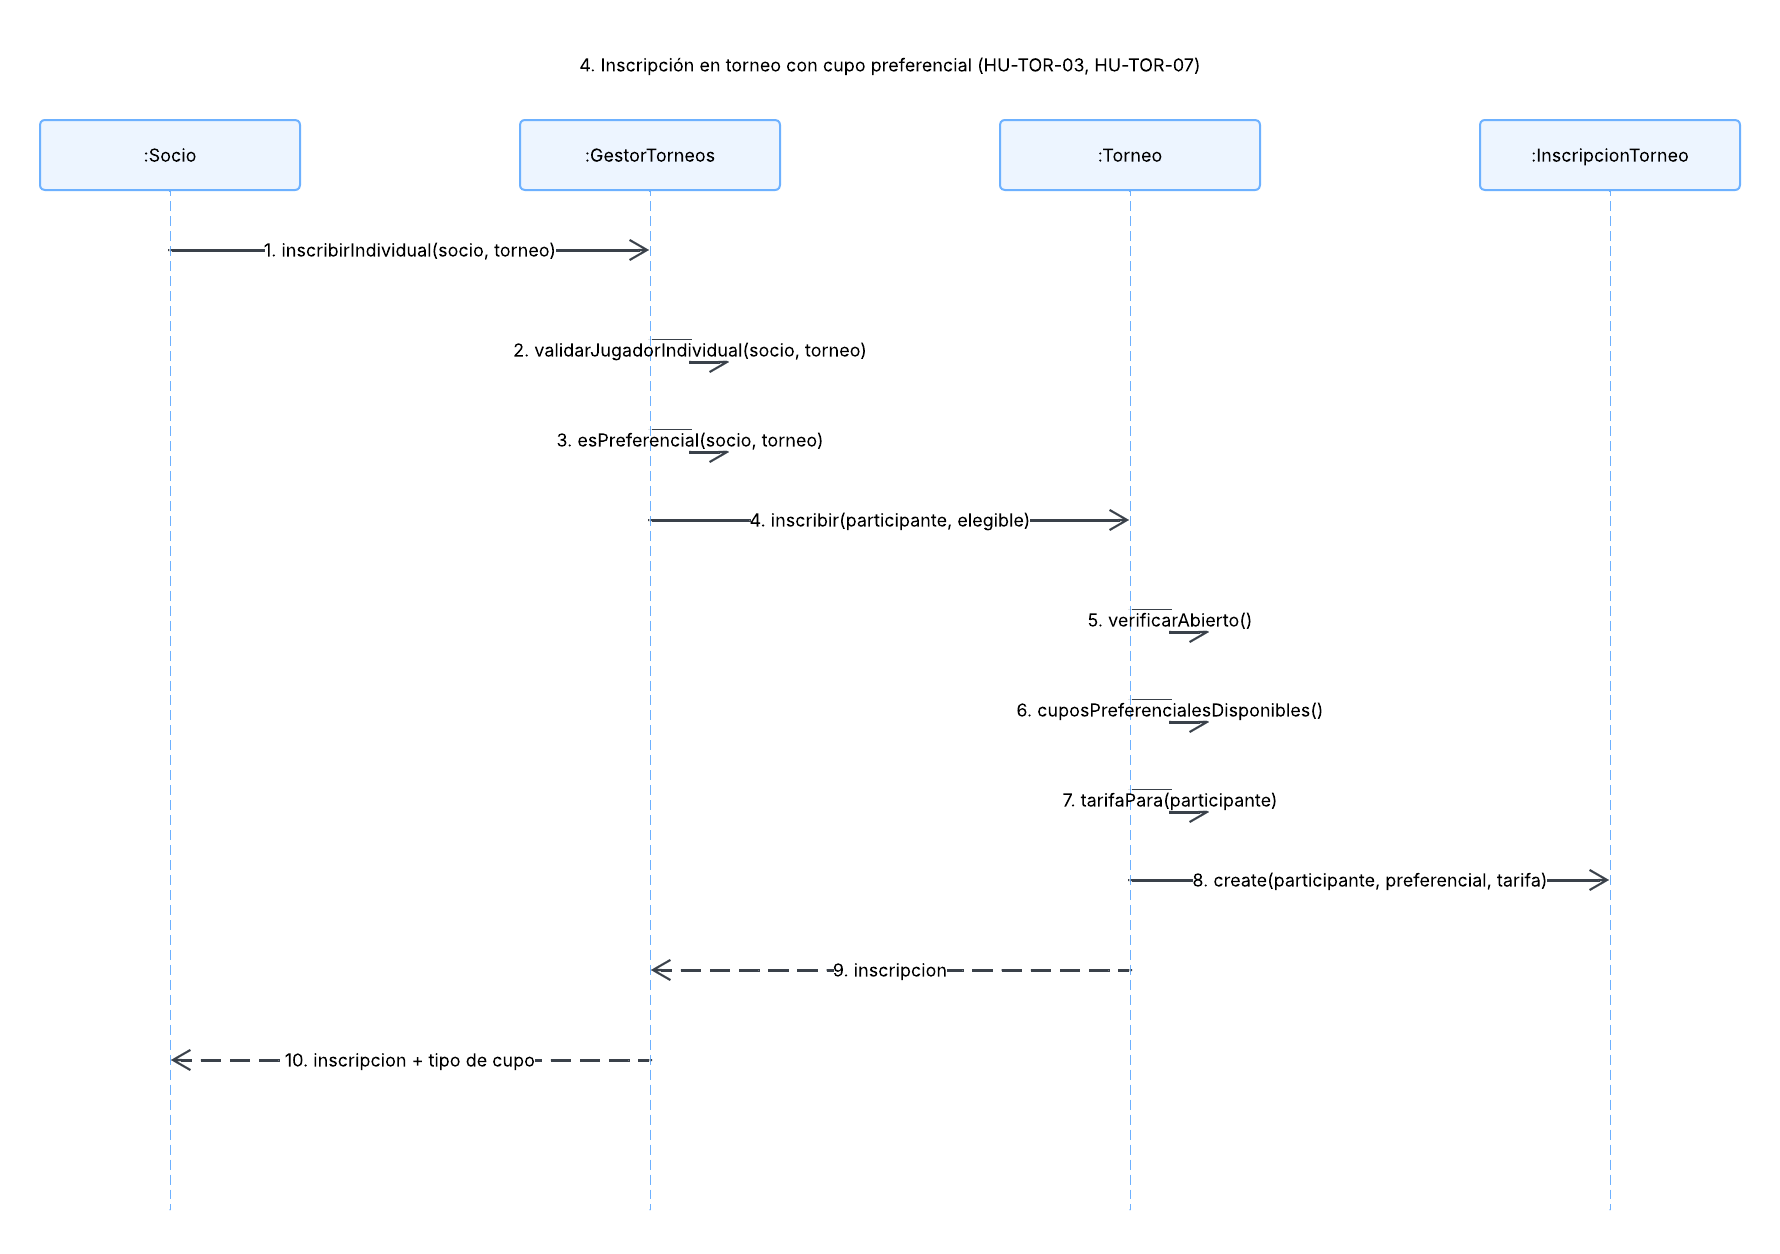 4. Inscripción en torneo con cupo preferencial (HU-TOR-03, HU-TOR-07)
:Socio
:GestorTorneos
:Torneo
:InscripcionTorneo
1. inscribirIndividual(socio, torneo)
2. validarJugadorIndividual(socio, torneo)
3. esPreferencial(socio, torneo)
4. inscribir(participante, elegible)
5. verificarAbierto()
6. cuposPreferencialesDisponibles()
7. tarifaPara(participante)
8. create(participante, preferencial, tarifa)
9. inscripcion
10. inscripcion + tipo de cupo